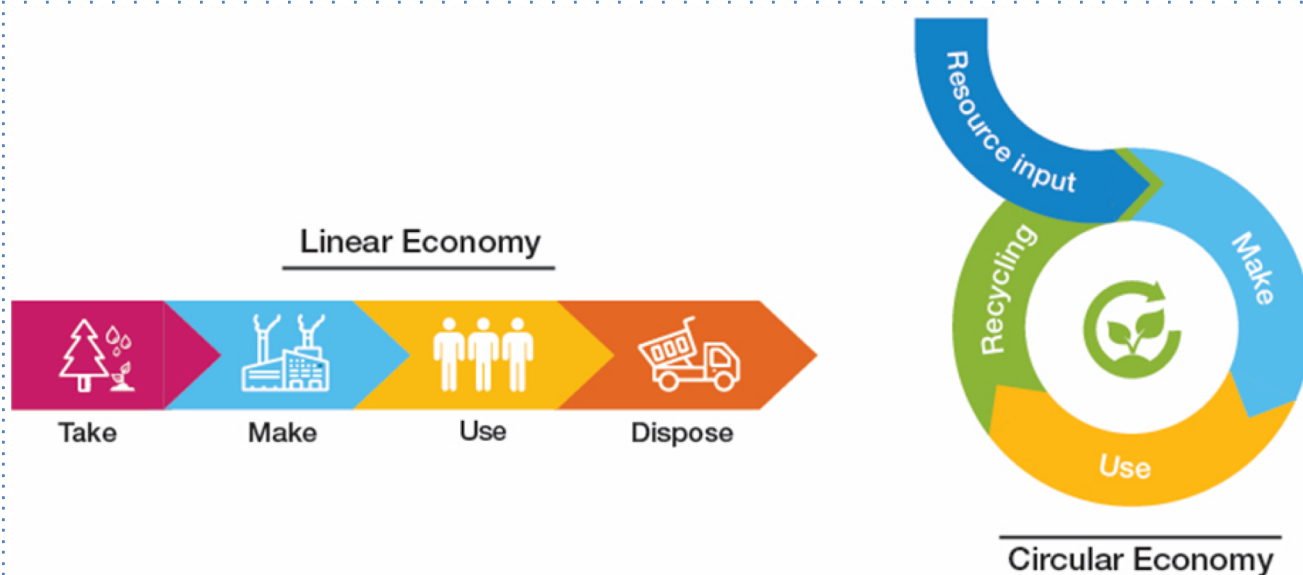 Linear Economy
Take
Make
Use
Dispose
Resource input
Make
Use
Recycling
Circular Economy